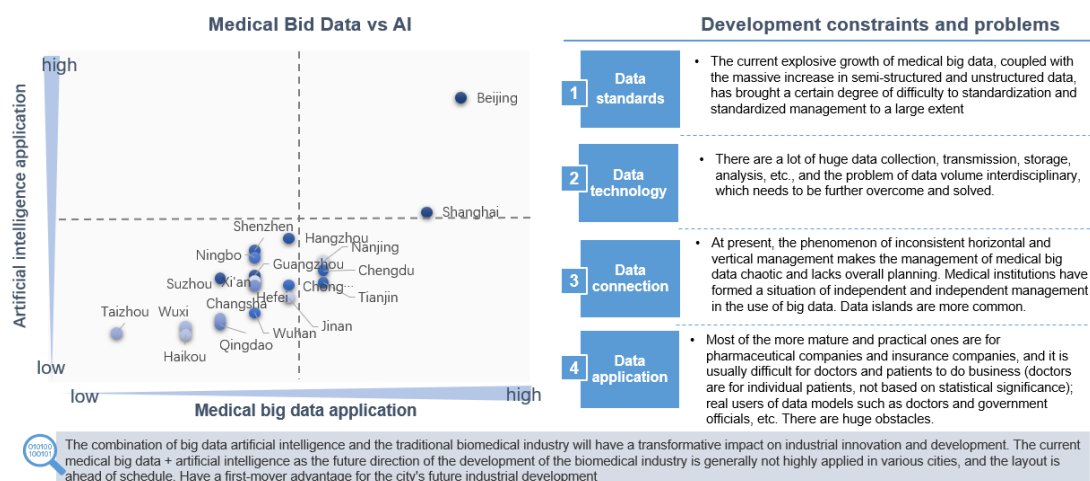 Medical Bid Data vs AI
high
Artificial intelligence application
Beijing
Shanghai
Shenzhen
Hangzhou
Ningbo
Nanjing
Guangzhou
Chengdu
Suzhou
Xi'an
Chong...
Hefei
Tianjin
Changsha
Taizhou
Wuxi
Jinan
Wuhan
Qingdao
Haikou
low
low
high
Medical big data application
Development constraints and problems
1
Data
standards
• The current explosive growth of medical big data, coupled with
the massive increase in semi-structured and unstructured data,
has brought a certain degree of difficulty to standardization and
standardized management to a large extent
2
Data
technology
• There are a lot of huge data collection, transmission, storage,
analysis, etc., and the problem of data volume interdisciplinary,
which needs to be further overcome and solved.
3
Data
connection
• At present, the phenomenon of inconsistent horizontal and
vertical management makes the management of medical big
data chaotic and lacks overall planning. Medical institutions have
formed a situation of independent and independent management
in the use of big data. Data islands are more common.
4
Data
application
• Most of the more mature and practical ones are for
pharmaceutical companies and insurance companies, and it is
usually difficult for doctors and patients to do business (doctors
are for individual patients, not based on statistical significance);
real users of data models such as doctors and government
officials, etc. There are huge obstacles.
010100
100101
The combination of big data artificial intelligence and the traditional biomedical industry will have a transformative impact on industrial innovation and development. The current
medical big data + artificial intelligence as the future direction of the development of the biomedical industry is generally not highly applied in various cities, and the layout is
ahead of schedule. Have a first-mover advantage for the city's future industrial development